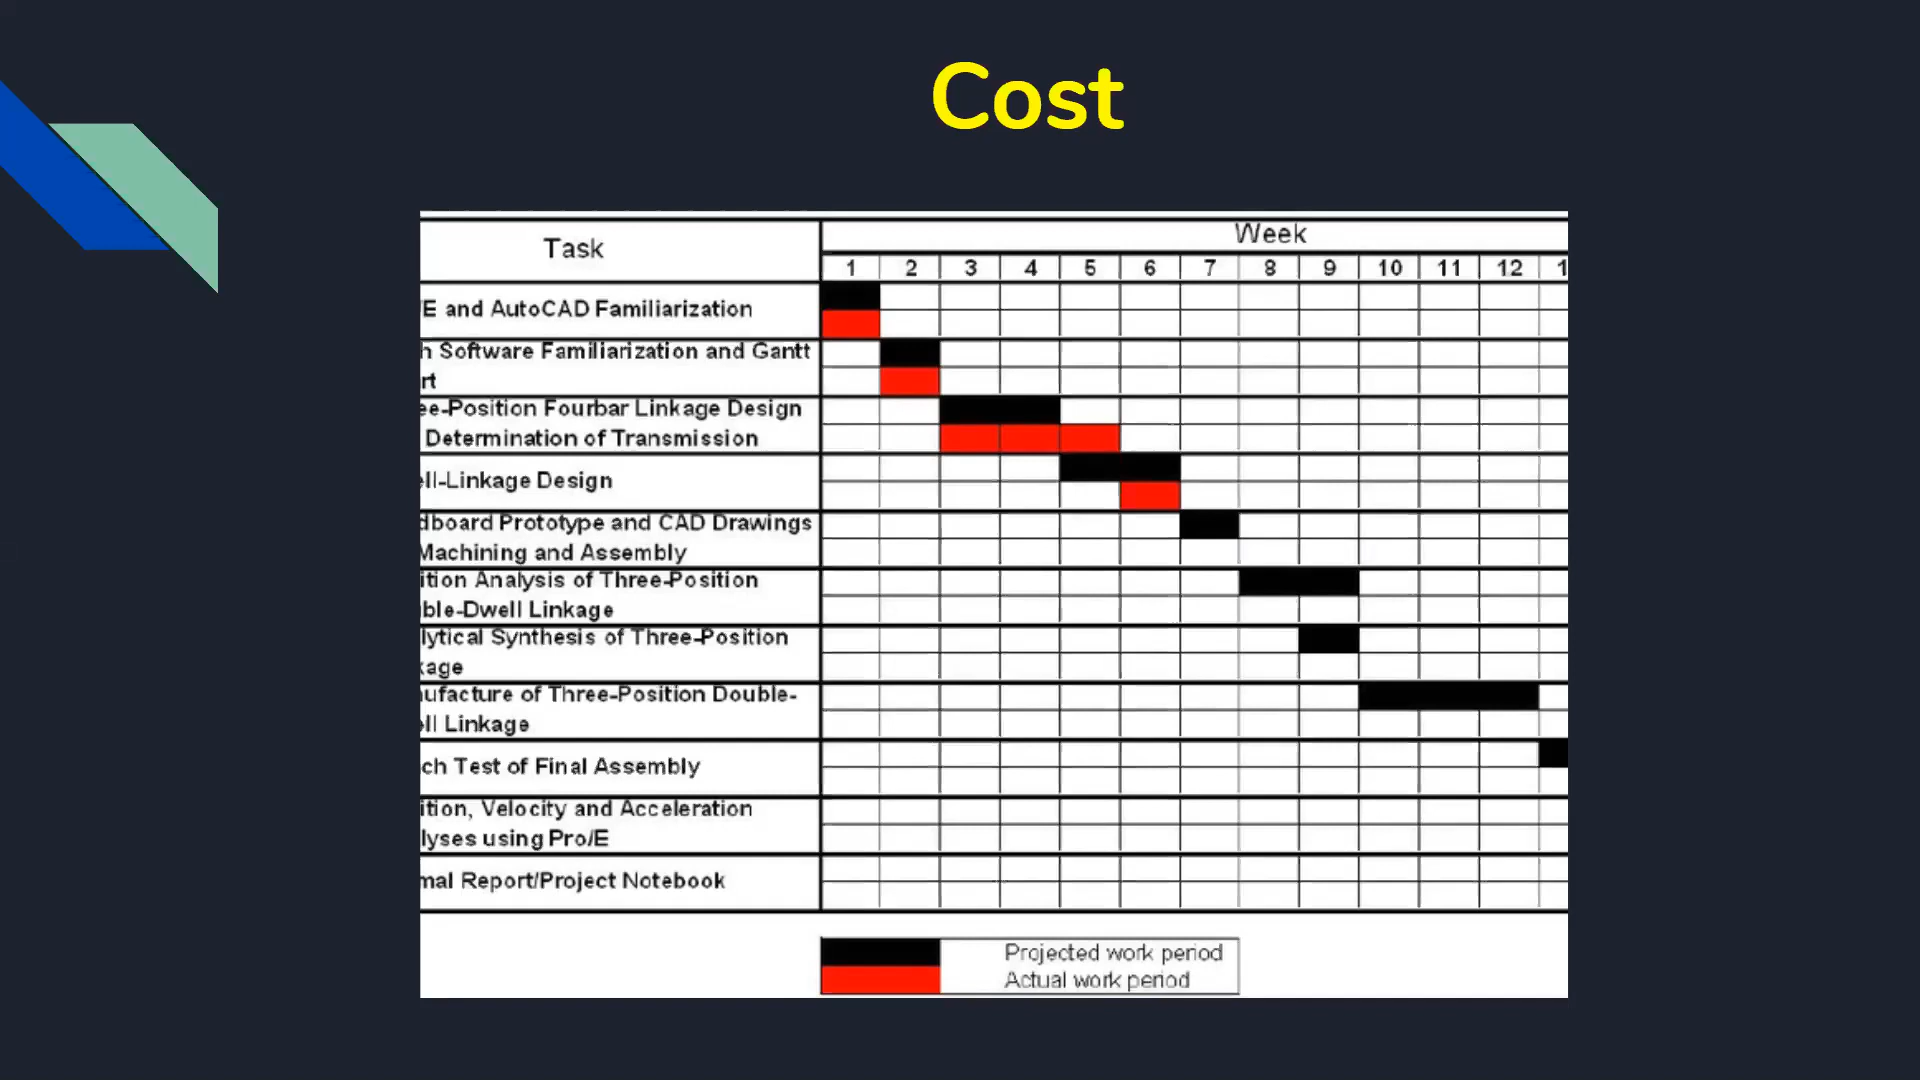 Cost
Task
Week
1 2 3 4 5 6 7 8 9 10 11 12 1
/E and AutoCAD Familiarization
h Software Familiarization and Gantt
rt
ee-Position Fourbar Linkage Design
Determination of Transmission
ell-Linkage Design
dboard Prototype and CAD Drawings
Machining and Assembly
ition Analysis of Three-Position
ble-Dwell Linkage
lytical Synthesis of Three-Position
kage
ufacture of Three-Position Double-
ell Linkage
ch Test of Final Assembly
ition, Velocity and Acceleration
lyses using Pro/E
mal Report/Project Notebook
Projected work period
Actual work period